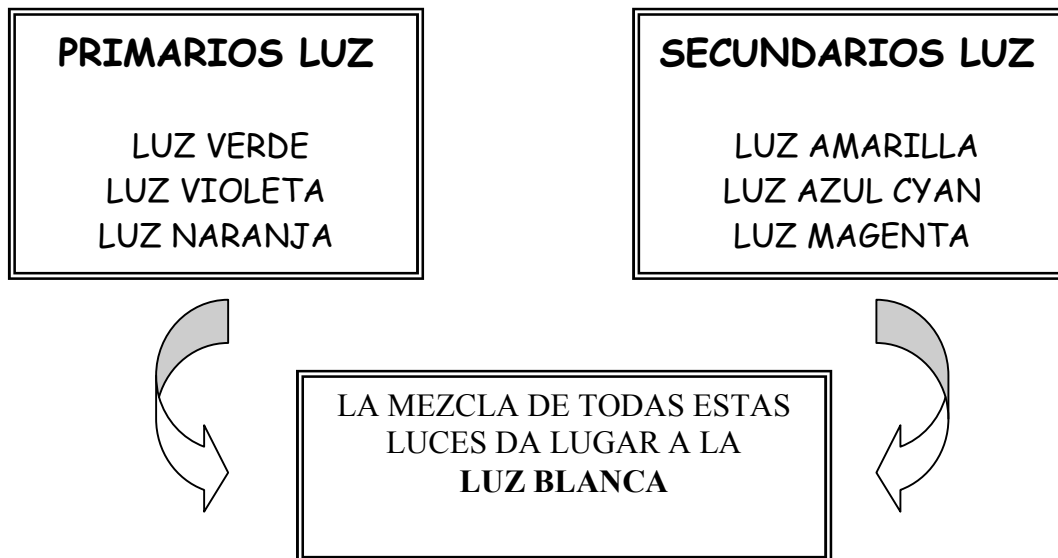 PRIMARIOS LUZ
LUZ VERDE
LUZ VIOLETA
LUZ NARANJA
SECUNDARIOS LUZ
LUZ AMARILLA
LUZ AZUL CYAN
LUZ MAGENTA
LA MEZCLA DE TODAS ESTAS
LUCES DA LUGAR A LA
LUZ BLANCA